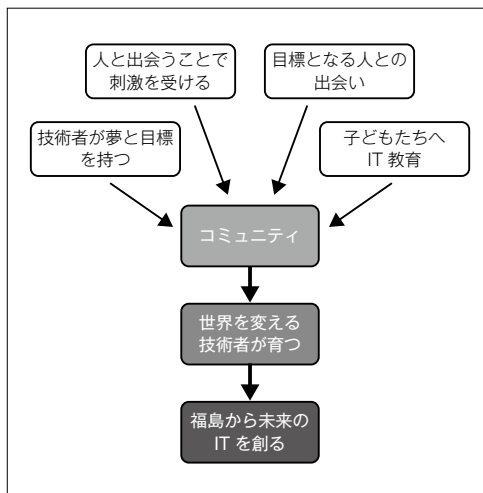 人と出会うことで
刺激を受ける
目標となる人との
出会い
技術者が夢と目標
を持つ
子どもたちへ
IT 教育
コミュニティ
世界を変える
技術者が育つ
福島から未来の
IT を創る